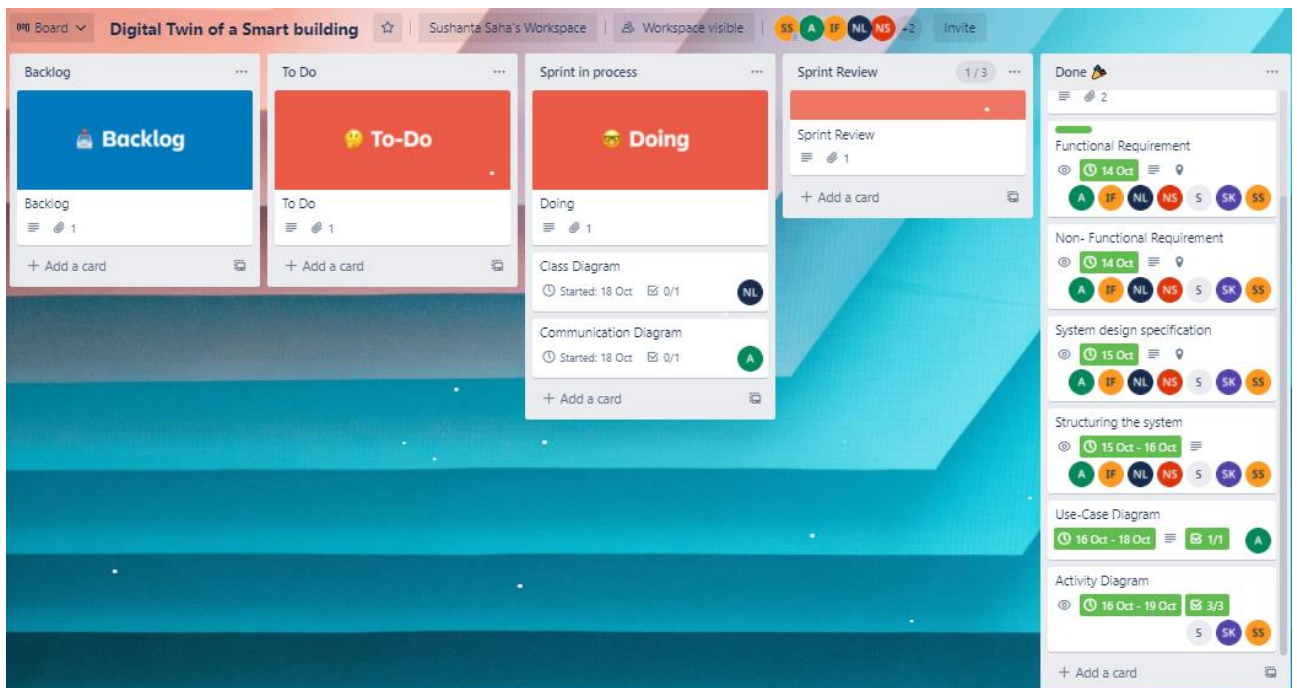 Board Digital Twin of a Smart building Sushanta Saha's Workspace Workspace visible SS A IF NL NS +2 Invite
Backlog
Backlog
Backlog
1
+ Add a card
To Do
To-Do
To Do
1
+ Add a card
Sprint in process
Doing
Doing
1
Class Diagram
Started: 18 Oct 0/1 NL
Communication Diagram
Started: 18 Oct 0/1 A
+ Add a card
Sprint Review 1/3
Sprint Review
1
+ Add a card
Done
2
Functional Requirement
14 Oct
A IF NL NS S SK SS
Non- Functional Requirement
14 Oct
A IF NL NS S SK SS
System design specification
15 Oct
A IF NL NS S SK SS
Structuring the system
15 Oct - 16 Oct
A IF NL NS S SK SS
Use-Case Diagram
16 Oct - 18 Oct 1/1 A
Activity Diagram
16 Oct - 19 Oct 3/3
S SK SS
+ Add a card